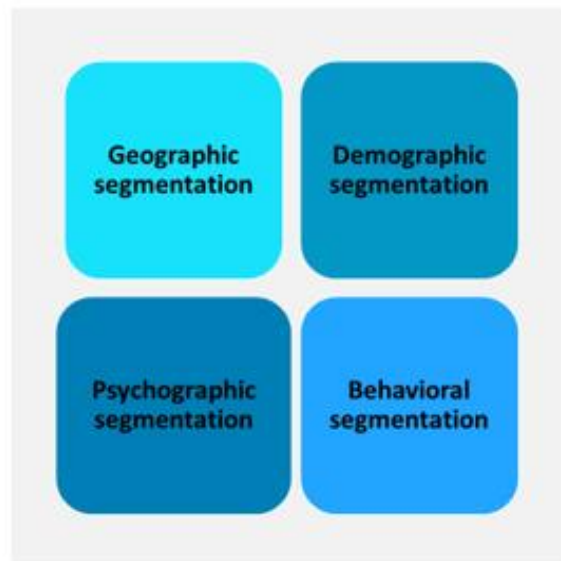 Geographic
segmentation
Demographic
segmentation
Psychographic
segmentation
Behavioral
segmentation